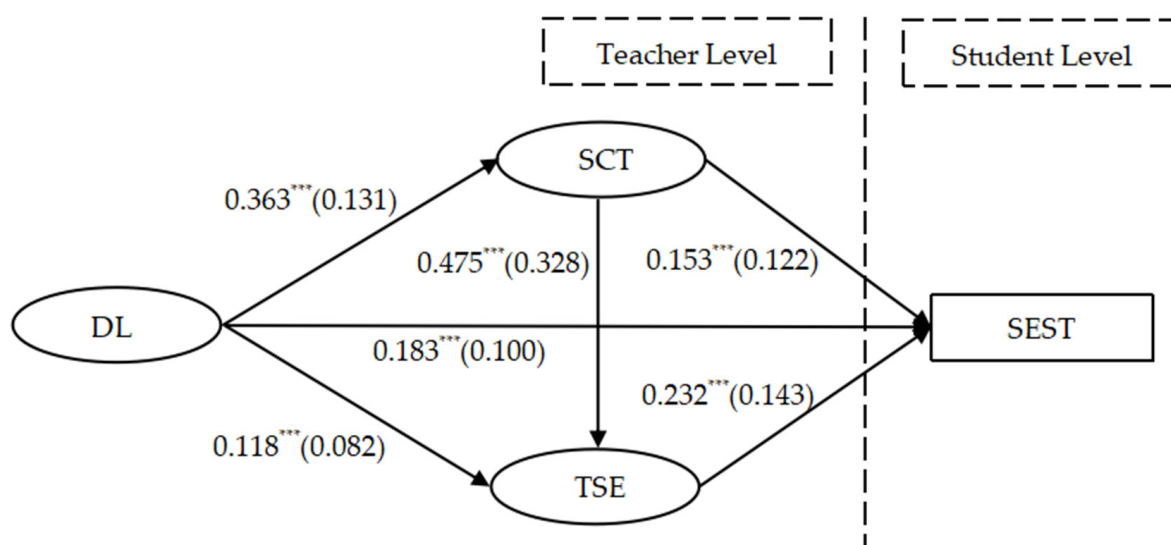 Teacher Level
Student Level
SCT
0.363***(0.131)
0.475***(0.328)
0.153***(0.122)
DL
SEST
0.183***(0.100)
0.232***(0.143)
0.118***(0.082)
TSE